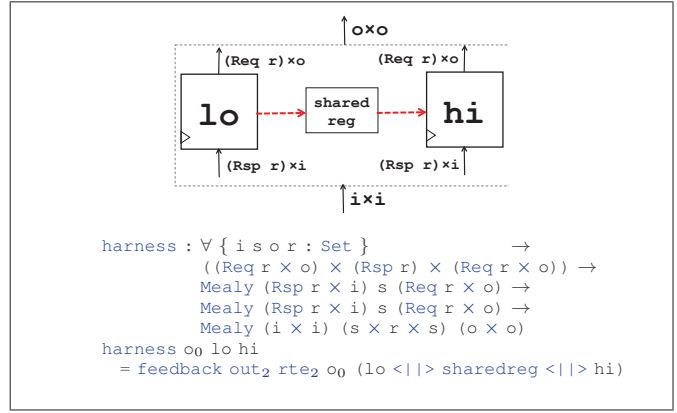 o×o
(Req r)×o (Req r)×o
lo shared reg hi
(Rsp r)×i (Rsp r)×i
i×i
harness : ∀ { i s o r : Set } →
((Req r × o) × (Rsp r) × (Req r × o)) →
Mealy (Rsp r × i) s (Req r × o) →
Mealy (Rsp r × i) s (Req r × o) →
Mealy (i × i) (s × r × s) (o × o)
harness o₀ lo hi
= feedback out₂ rte₂ o₀ (lo <||> sharedreg <||> hi)